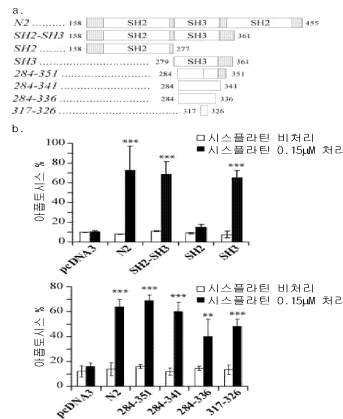 a.
N2 .......... 158 SH2 SH3 SH2 455
SH2-SH3 ............... 158 SH2 SH3 361
SH2 ....................... 158 SH2 277
SH3 ............................................... 279 SH3 361
284-351 ................................... 284 351
284-341 ................................... 284 341
284-336 ................................... 284 336
317-326 ............................................ 317 326
b.
□시스플라틴 비처리
■시스플라틴 0.15μM 처리
아폽토시스 %
100
80
60
40
20
0
*** *** ***
pcDNA3 N2 SH2-SH3 SH2 SH3
□시스플라틴 비처리
■시스플라틴 0.15μM 처리
아폽토시스 %
80
60
40
20
0
*** *** *** ** ***
pcDNA3 N2 284-351 284-341 284-336 317-326